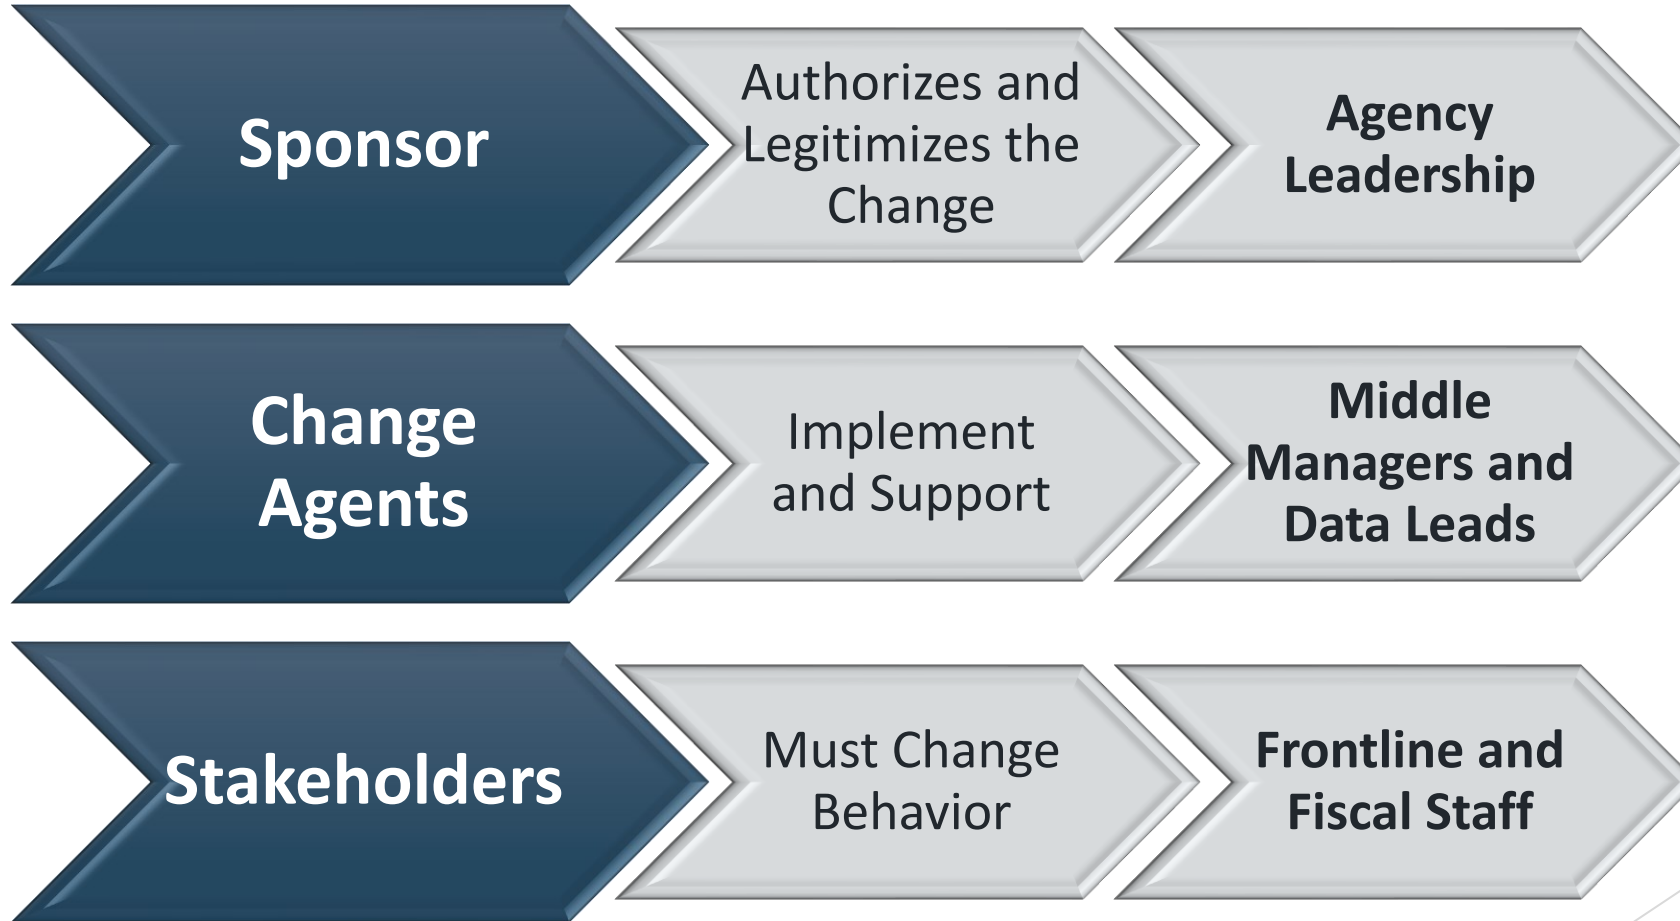 Sponsor
Authorizes and
Legitimizes the
Change
Agency
Leadership
Change
Agents
Implement
and Support
Middle
Managers and
Data Leads
Stakeholders
Must Change
Behavior
Frontline and
Fiscal Staff